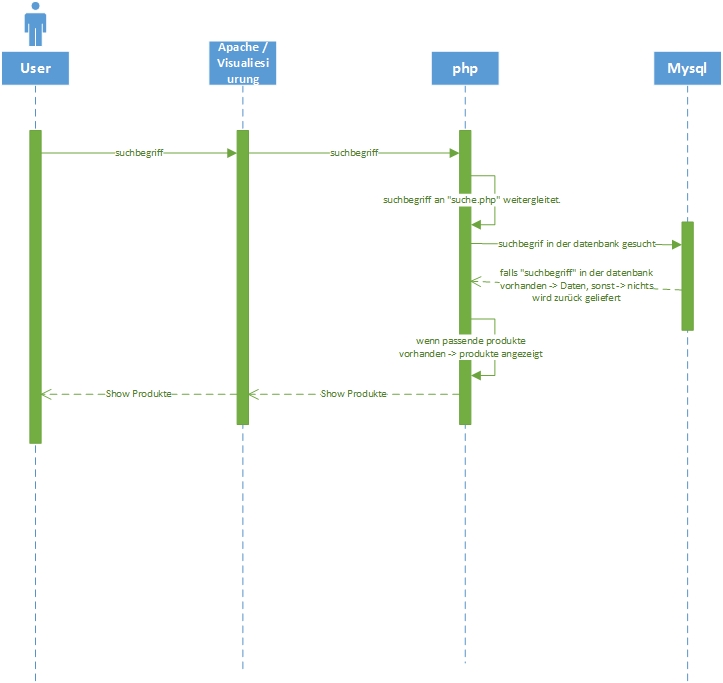 User
Apache /
Visualiesi
urung
php
Mysql
suchbegriff
suchbegriff
suchbegriff an "suche.php" weitergleitet.
suchbegrif in der datenbank gesucht
falls "suchbegriff" in der datenbank
vorhanden -> Daten, sonst -> nichts
wird zurück geliefert
wenn passende produkte
vorhanden -> produkte angezeigt
Show Produkte
Show Produkte